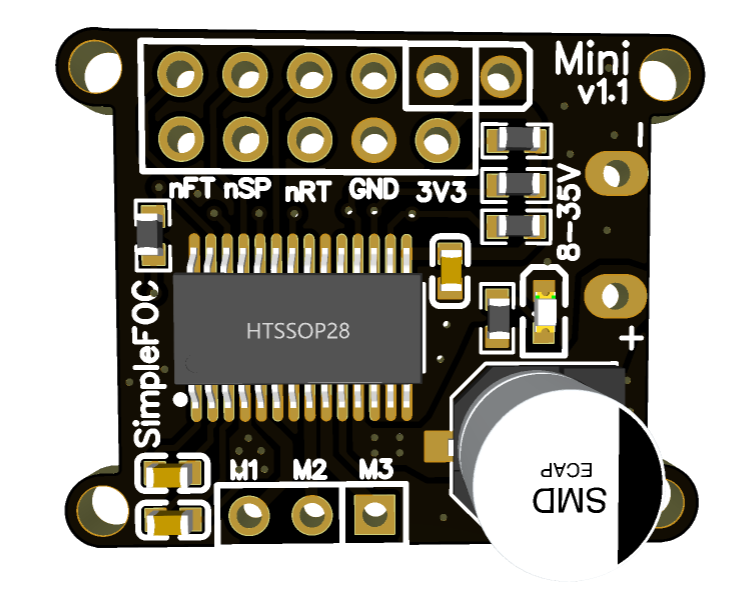 Mini
v1.1
-
nFT nSP nRT GND 3V3
8-35V
HTSSOP28
+
SimpleFOC
M1 M2 M3
SMD
ECAP